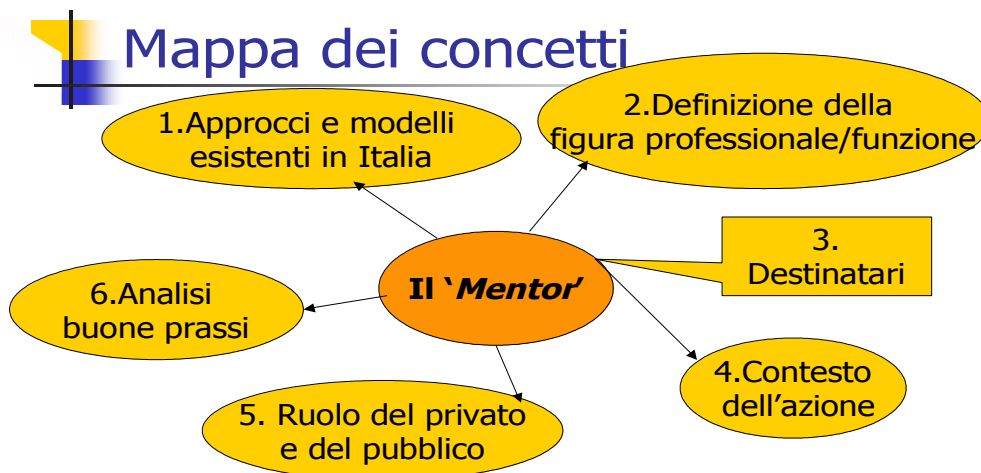 Mappa dei concetti
1.Approcci e modelli
esistenti in Italia
2.Definizione della
figura professionale/funzione
3.
Destinatari
Il ‘Mentor’
6.Analisi
buone prassi
4.Contesto
dell’azione
5. Ruolo del privato
e del pubblico